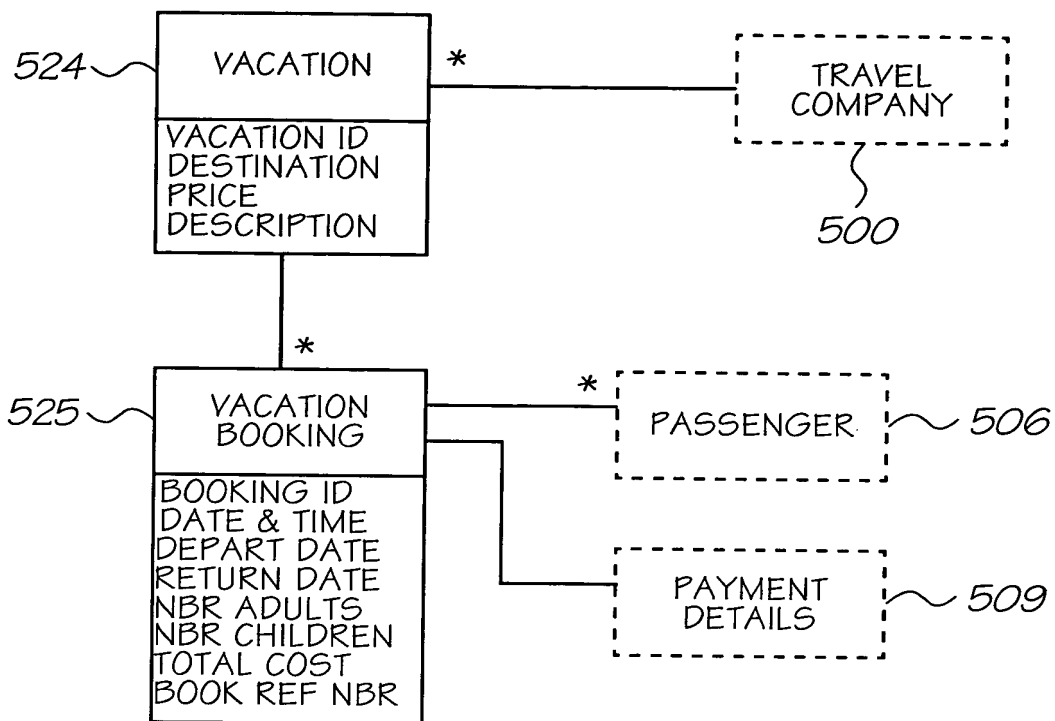 524
VACATION
*
TRAVEL
COMPANY
500
VACATION ID
DESTINATION
PRICE
DESCRIPTION
*
525
VACATION
BOOKING
*
PASSENGER
506
BOOKING ID
DATE & TIME
DEPART DATE
RETURN DATE
NBR ADULTS
NBR CHILDREN
TOTAL COST
BOOK REF NBR
PAYMENT
DETAILS
509